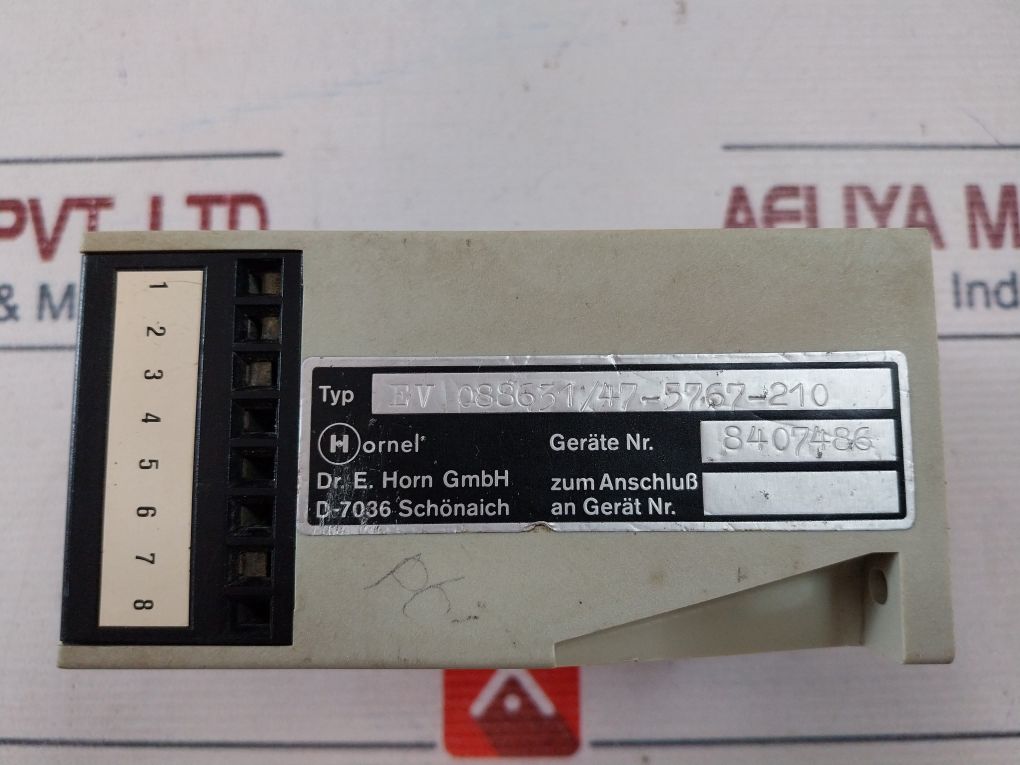 PVT. LTD
AELIYA M
& M
Ind
1
2
3
4
5
6
7
8
Typ EV 088631/47-5767-210
Hornel
Geräte Nr. 8407486
Dr. E. Horn GmbH
D-7036 Schönaich
zum Anschluß
an Gerät Nr.